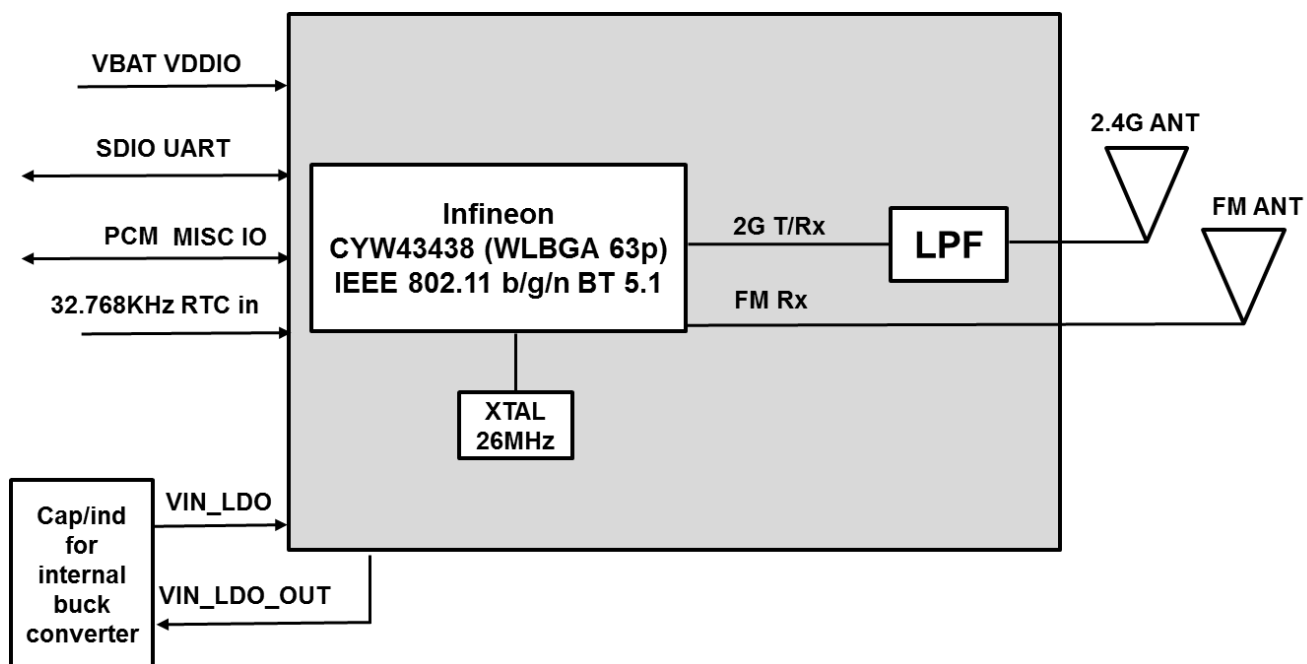 VBAT VDDIO
SDIO UART
PCM MISC IO
32.768KHz RTC in
Infineon
CYW43438 (WLBGA 63p)
IEEE 802.11 b/g/n BT 5.1
XTAL
26MHz
2G T/Rx
FM Rx
LPF
2.4G ANT
FM ANT
Cap/ind
for
internal
buck
converter
VIN_LDO
VIN_LDO_OUT